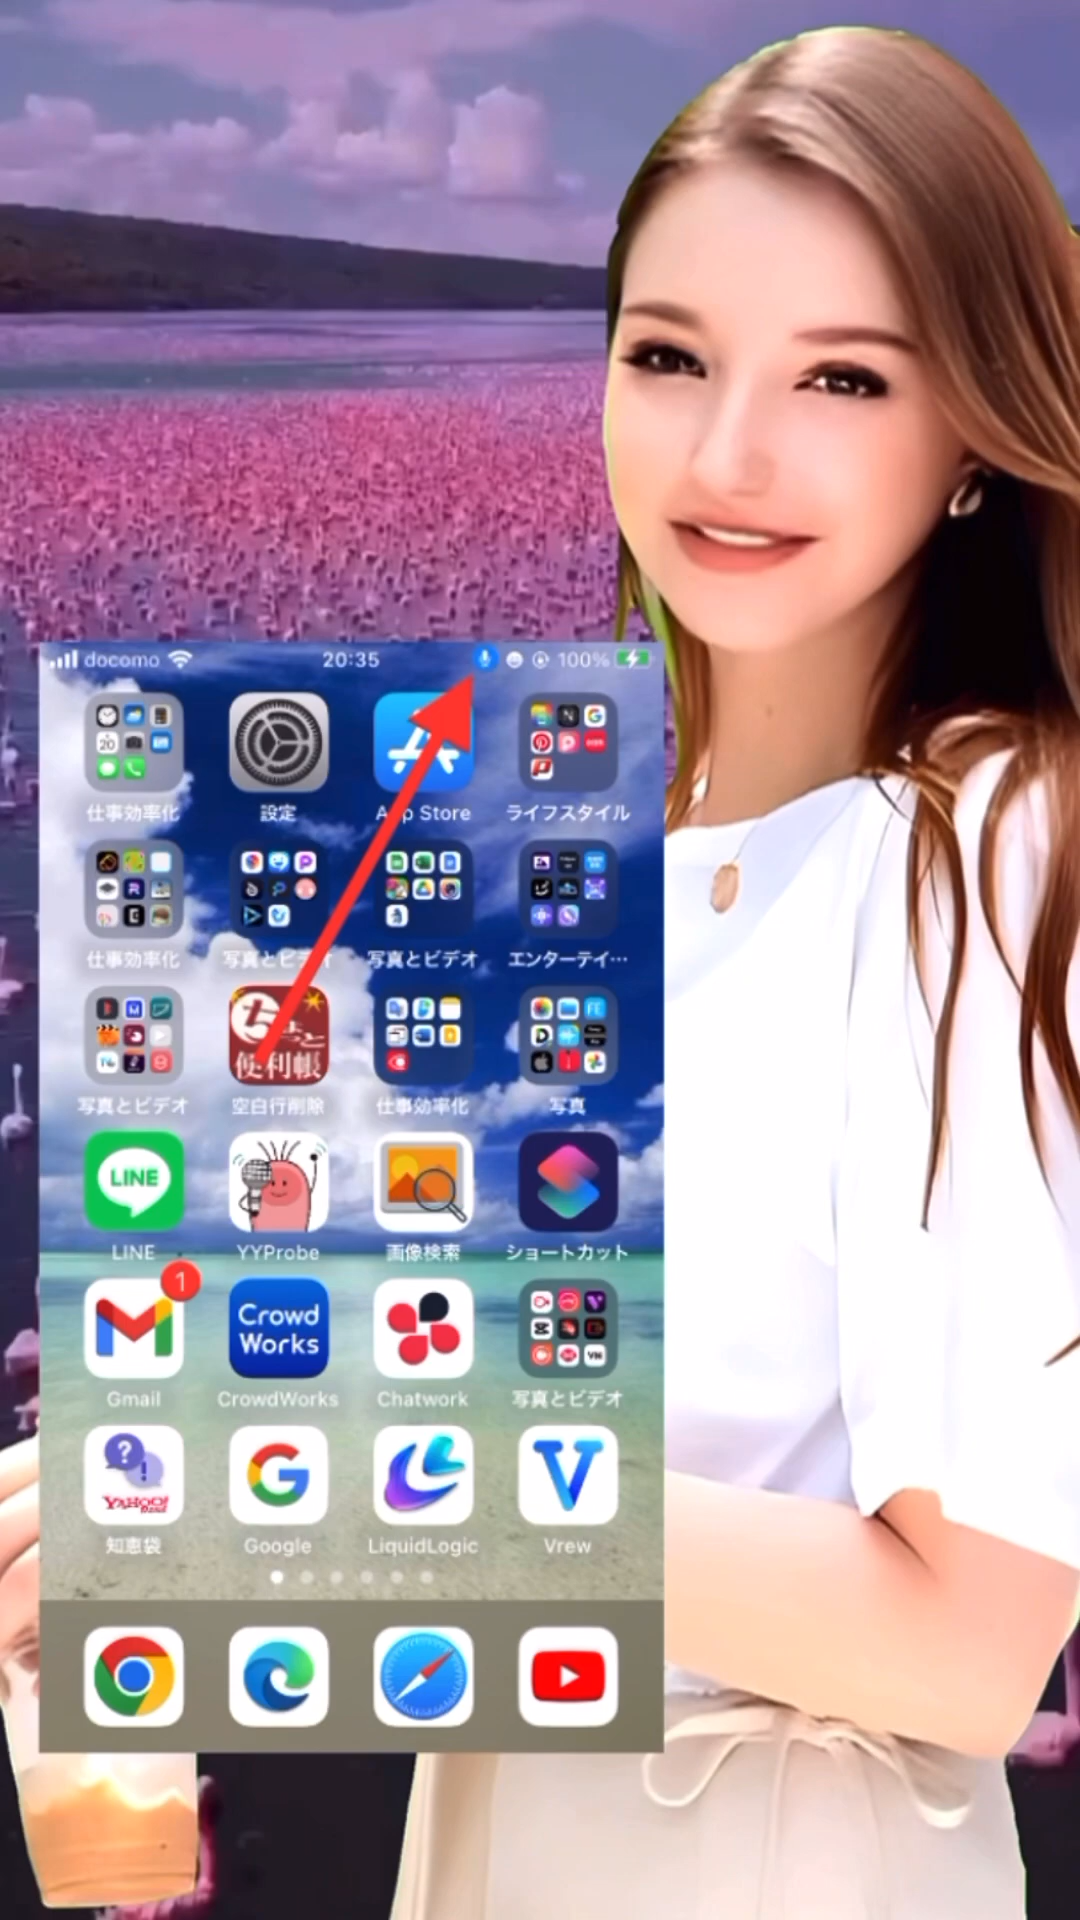 docomo 20:35 100%
仕事効率化 設定 App Store ライフスタイル
仕事効率化 写真とビデオ 写真とビデオ エンターテイ…
ちょっと
便利帳
写真とビデオ 空白行削除 仕事効率化 写真
LINE
LINE YYProbe 画像検索 ショートカット
1
Crowd
Works
Gmail CrowdWorks Chatwork 写真とビデオ
YAHOO!
知恵袋 Google LiquidLogic Vrew